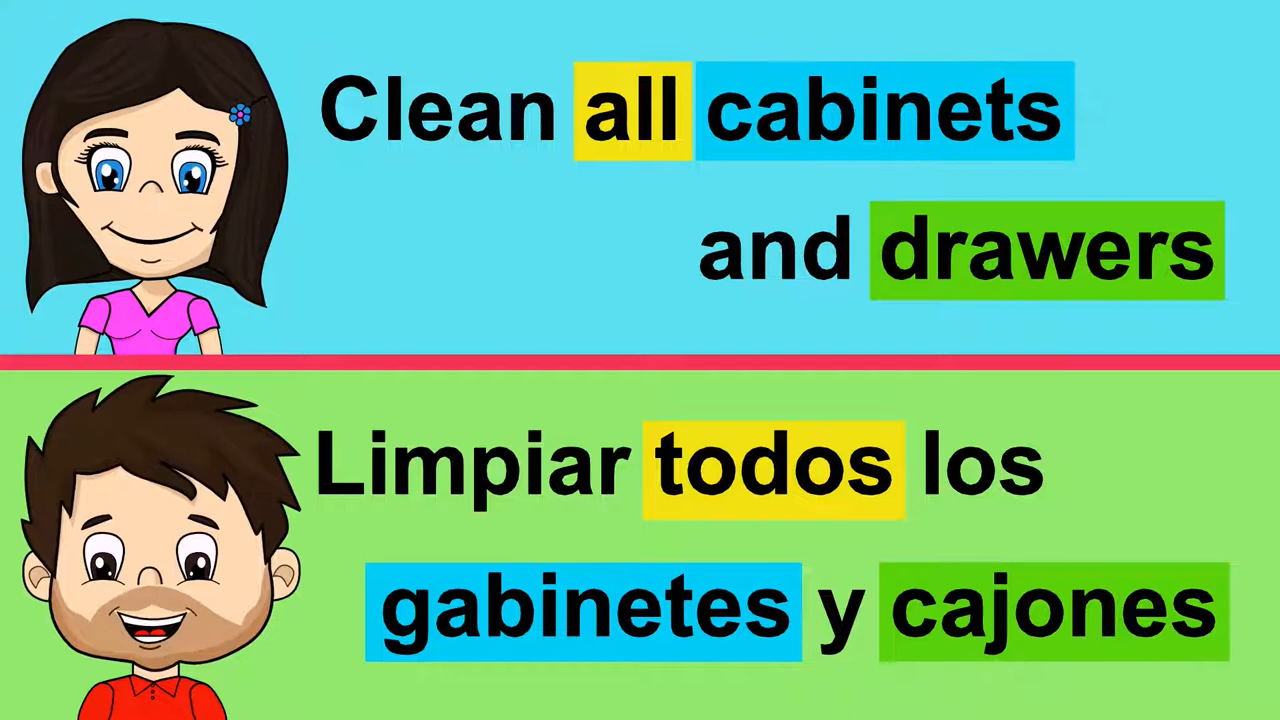 Clean all cabinets
and drawers
Limpiar todos los
gabinetes y cajones